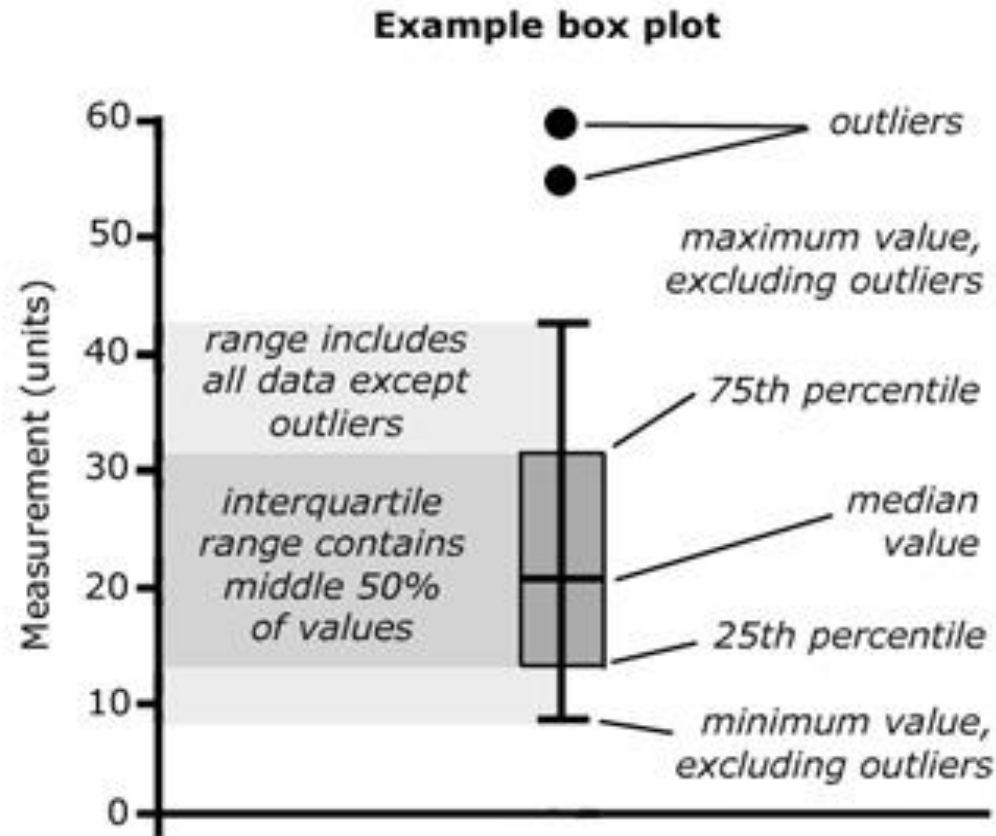 Example box plot
60
outliers
50
maximum value,
excluding outliers
Measurement (units)
40
range includes
all data except
outliers
75th percentile
30
interquartile
range contains
middle 50%
of values
median
value
20
25th percentile
10
minimum value,
excluding outliers
0